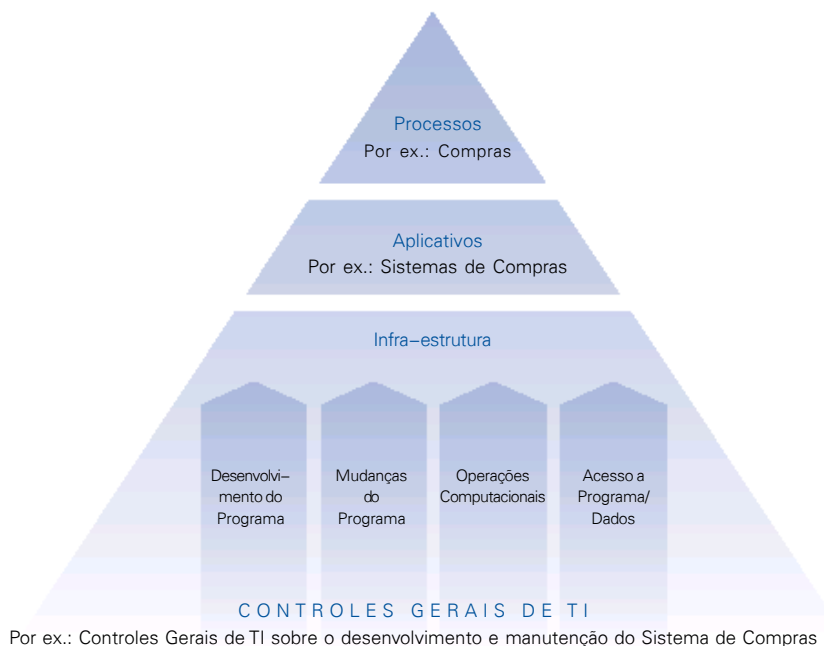 Processos
Por ex.: Compras
Aplicativos
Por ex.: Sistemas de Compras
Infra-estrutura
Desenvolvi-
mento do
Programa
Mudanças
do
Programa
Operações
Computacionais
Acesso a
Programa/
Dados
CONTROLES GERAIS DE TI
Por ex.: Controles Gerais de TI sobre o desenvolvimento e manutenção do Sistema de Compras